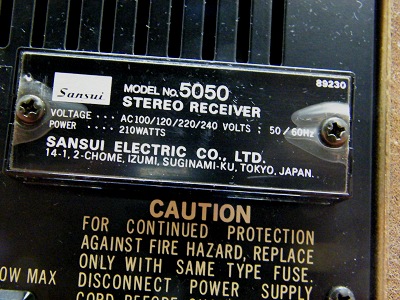 Sansui
MODEL No. 5050
89230
STEREO RECEIVER
VOLTAGE ... AC100/120/220/240 VOLTS : 50/60Hz
POWER .... 210WATTS
SANSUI ELECTRIC CO., LTD.
14-1, 2-CHOME, IZUMI, SUGINAMI-KU, TOKYO, JAPAN.
CAUTION
FOR CONTINUED PROTECTION
AGAINST FIRE HAZARD, REPLACE
ONLY WITH SAME TYPE FUSE.
OW MAX
DISCONNECT POWER SUPPLY
CORD BEFORE